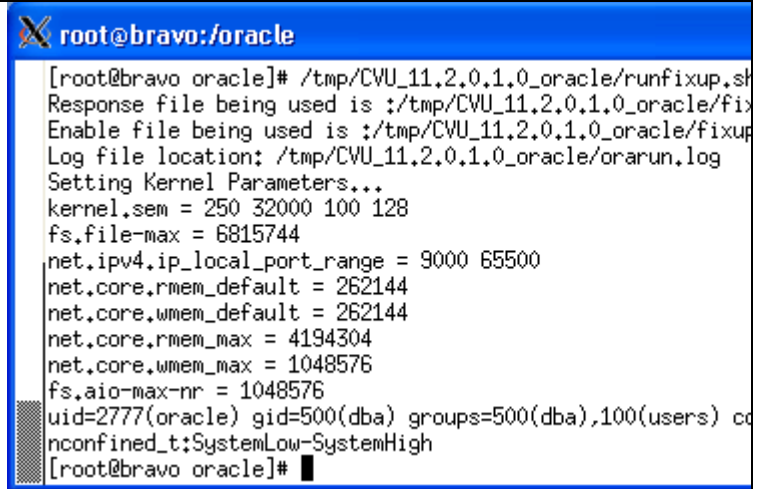 root@bravo:/oracle
[root@bravo oracle]# /tmp/CVU_11.2.0.1.0_oracle/runfixup.sh
Response file being used is :/tmp/CVU_11.2.0.1.0_oracle/fix
Enable file being used is :/tmp/CVU_11.2.0.1.0_oracle/fixup
Log file location: /tmp/CVU_11.2.0.1.0_oracle/orarun.log
Setting Kernel Parameters...
kernel.sem = 250 32000 100 128
fs.file-max = 6815744
net.ipv4.ip_local_port_range = 9000 65500
net.core.rmem_default = 262144
net.core.wmem_default = 262144
net.core.rmem_max = 4194304
net.core.wmem_max = 1048576
fs.aio-max-nr = 1048576
uid=2777(oracle) gid=500(dba) groups=500(dba),100(users) co
nconfined_t:SystemLow-SystemHigh
[root@bravo oracle]#